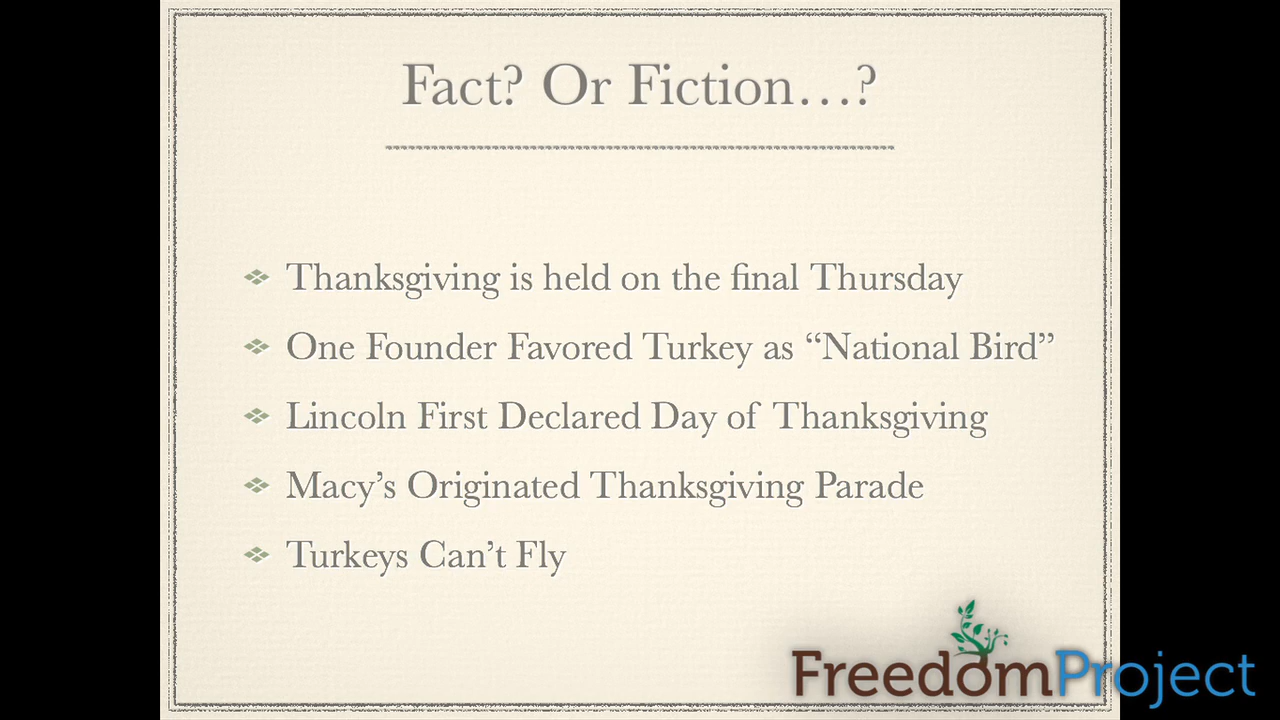 Fact? Or Fiction…?
Thanksgiving is held on the final Thursday
One Founder Favored Turkey as “National Bird”
Lincoln First Declared Day of Thanksgiving
Macy’s Originated Thanksgiving Parade
Turkeys Can’t Fly
FreedomProject